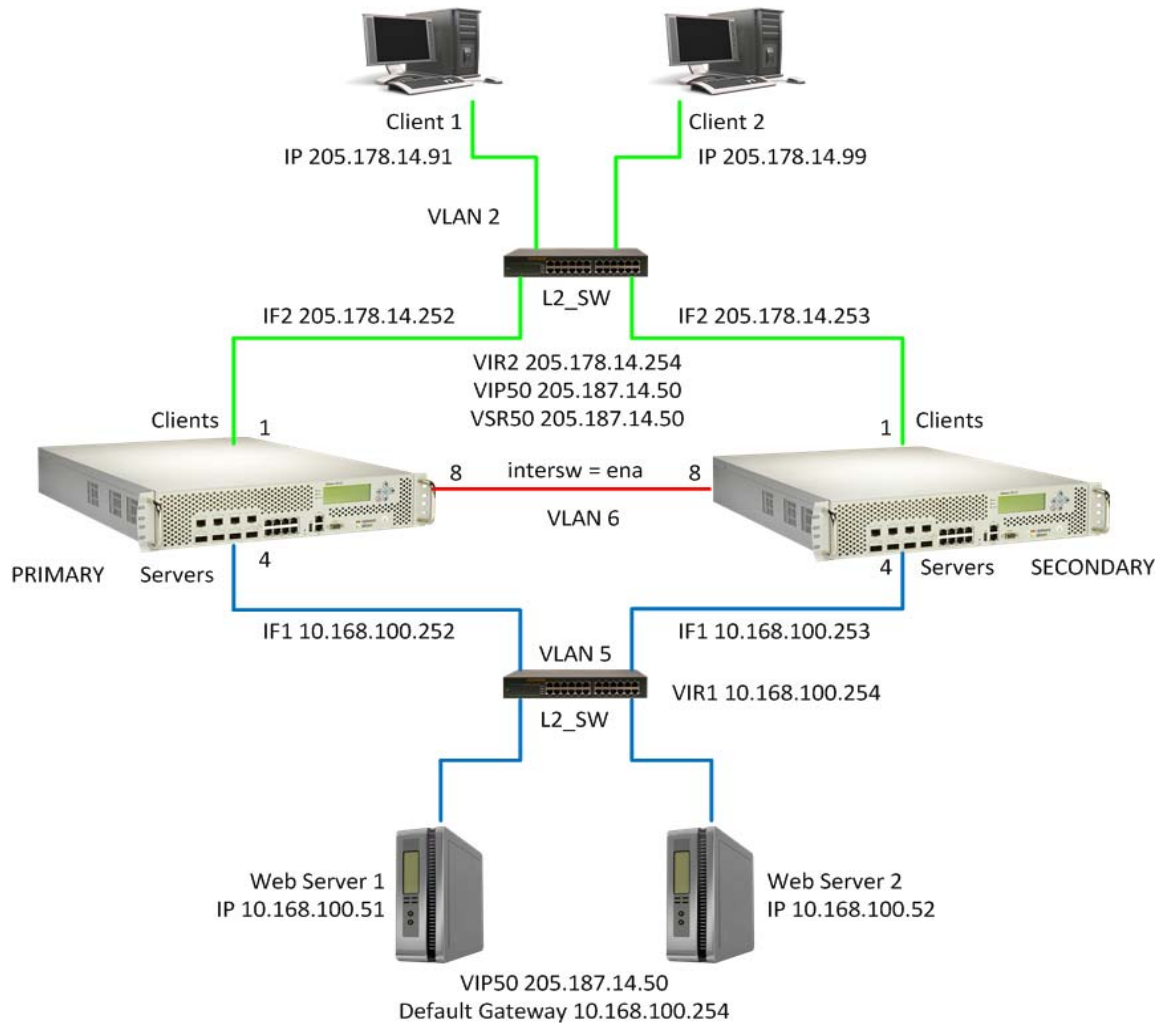 Client 1
IP 205.178.14.91
Client 2
IP 205.178.14.99
VLAN 2
L2_SW
IF2 205.178.14.252
IF2 205.178.14.253
VIR2 205.178.14.254
VIP50 205.187.14.50
VSR50 205.187.14.50
Clients
1
1
Clients
8
intersw = ena
8
VLAN 6
PRIMARY
Servers
4
4
Servers
SECONDARY
IF1 10.168.100.252
IF1 10.168.100.253
VLAN 5
L2_SW
VIR1 10.168.100.254
Web Server 1
IP 10.168.100.51
Web Server 2
IP 10.168.100.52
VIP50 205.187.14.50
Default Gateway 10.168.100.254